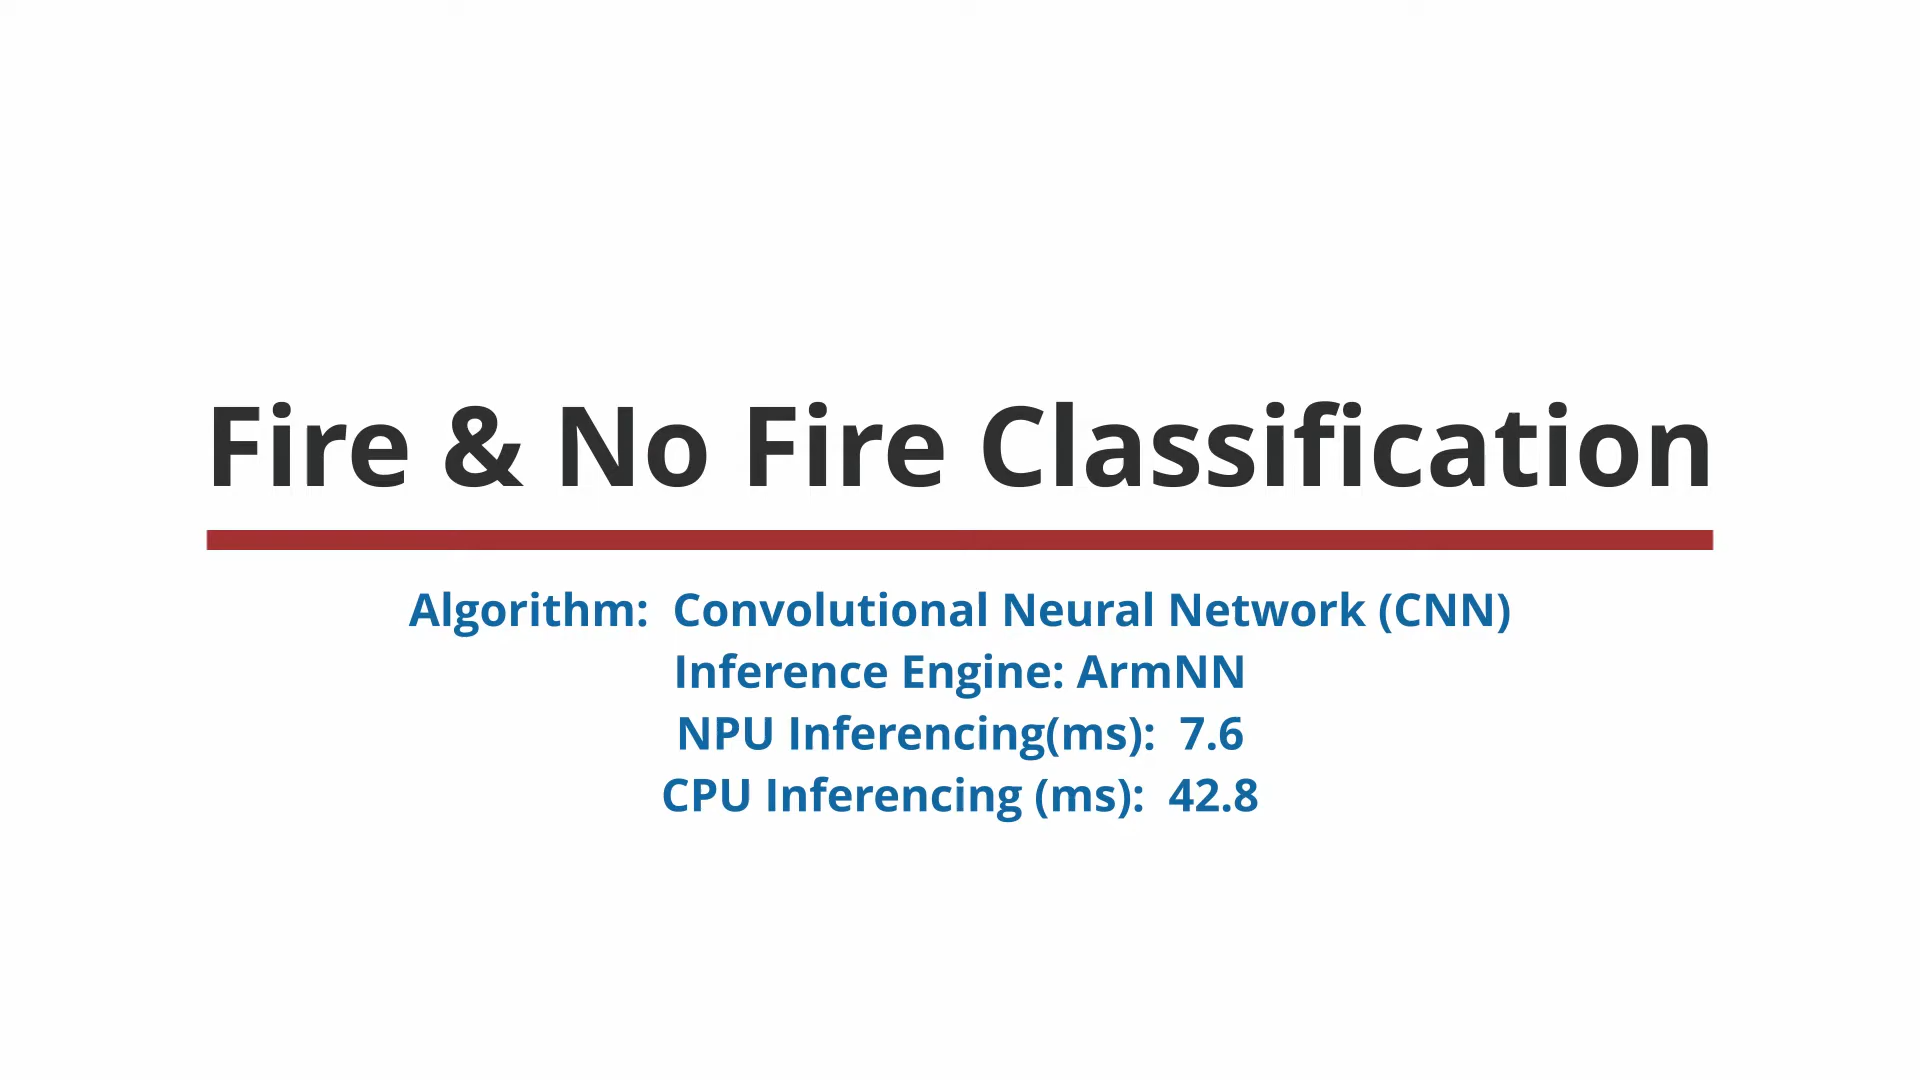 Fire & No Fire Classification
Algorithm:  Convolutional Neural Network (CNN)
Inference Engine: ArmNN
NPU Inferencing(ms):  7.6
CPU Inferencing (ms):  42.8